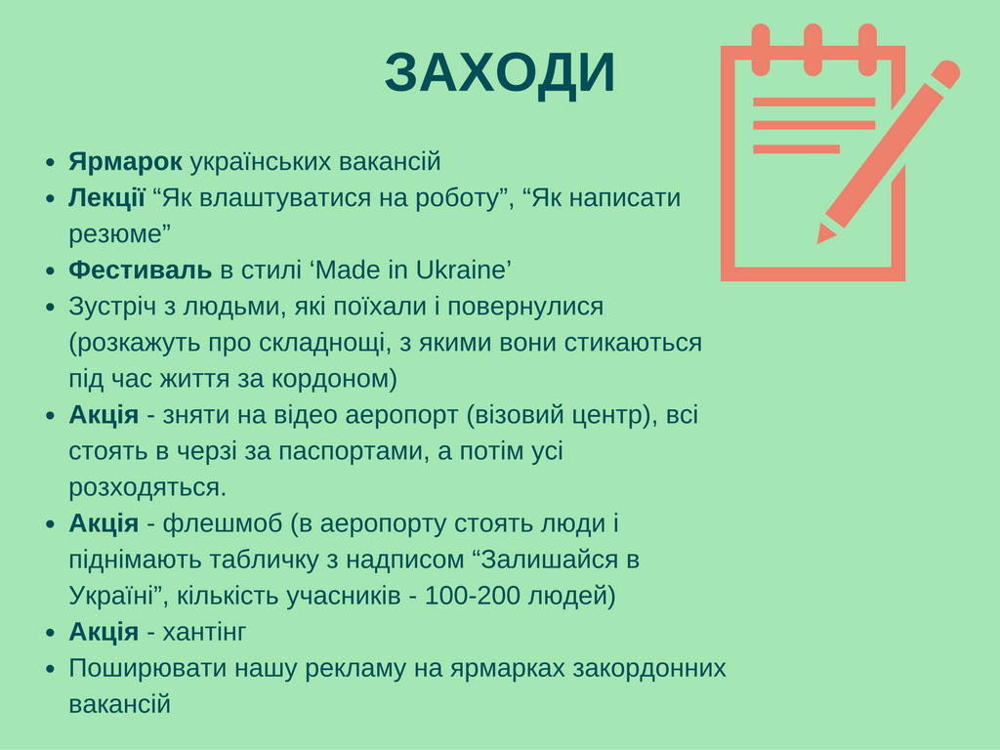 ЗАХОДИ
• Ярмарок українських вакансій
• Лекції “Як влаштуватися на роботу”, “Як написати
резюме”
• Фестиваль в стилі ‘Made in Ukraine’
• Зустріч з людьми, які поїхали і повернулися
(розкажуть про складнощі, з якими вони стикаються
під час життя за кордоном)
• Акція - зняти на відео аеропорт (візовий центр), всі
стоять в черзі за паспортами, а потім усі
розходяться.
• Акція - флешмоб (в аеропорту стоять люди і
піднімають табличку з надписом “Залишайся в
Україні”, кількість учасників - 100-200 людей)
• Акція - хантінг
• Поширювати нашу рекламу на ярмарках закордонних
вакансій